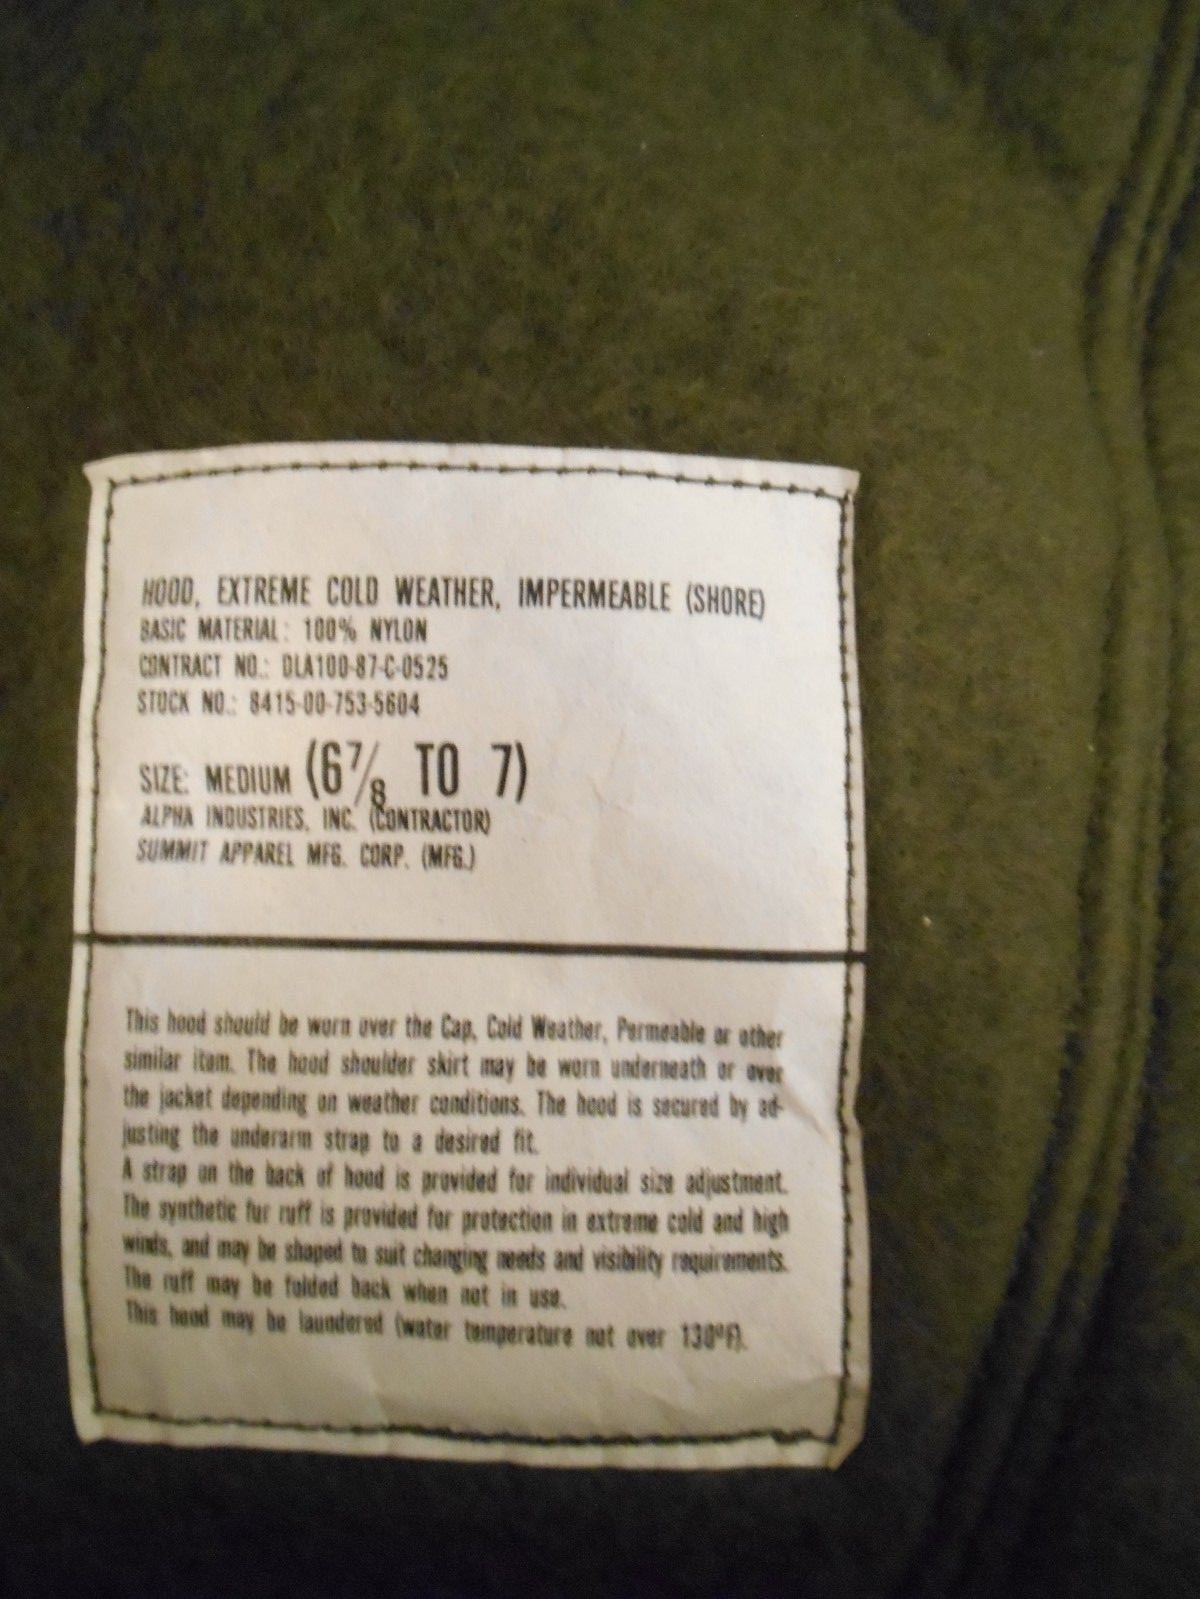 HOOD, EXTREME COLD WEATHER, IMPERMEABLE (SHORE)
BASIC MATERIAL: 100% NYLON
CONTRACT NO.: DLA100-87-C-0525
STOCK NO.: 8415-00-753-5604
SIZE: MEDIUM (6⅞ TO 7)
ALPHA INDUSTRIES, INC. (CONTRACTOR)
SUMMIT APPAREL MFG. CORP. (MFG.)
This hood should be worn over the Cap, Cold Weather, Permeable or other
similar item. The hood shoulder skirt may be worn underneath or over
the jacket depending on weather conditions. The hood is secured by ad-
justing the underarm strap to a desired fit.
A strap on the back of hood is provided for individual size adjustment.
The synthetic fur ruff is provided for protection in extreme cold and high
winds, and may be shaped to suit changing needs and visibility requirements.
The ruff may be folded back when not in use.
This hood may be laundered (water temperature not over 130ºF).